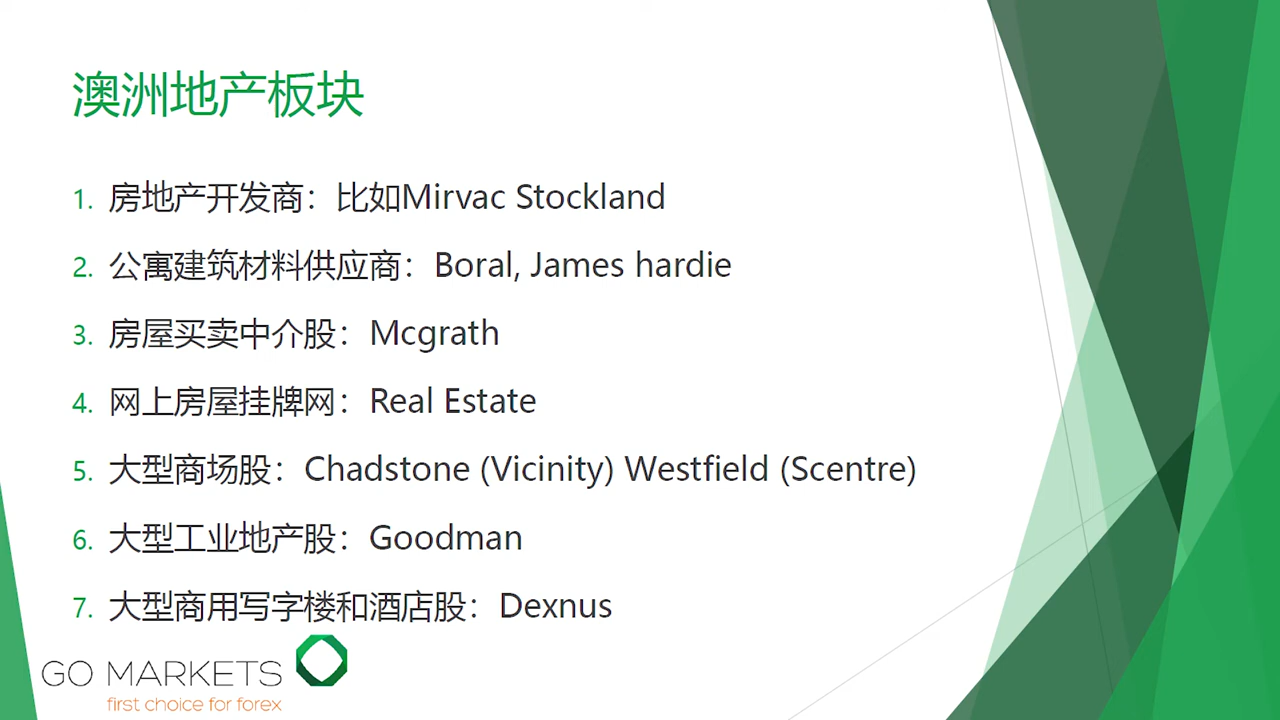 澳洲地产板块
1. 房地产开发商：比如Mirvac Stockland
2. 公寓建筑材料供应商：Boral, James hardie
3. 房屋买卖中介股：Mcgrath
4. 网上房屋挂牌网：Real Estate
5. 大型商场股：Chadstone (Vicinity) Westfield (Scentre)
6. 大型工业地产股：Goodman
7. 大型商用写字楼和酒店股：Dexnus
GO MARKETS
first choice for forex